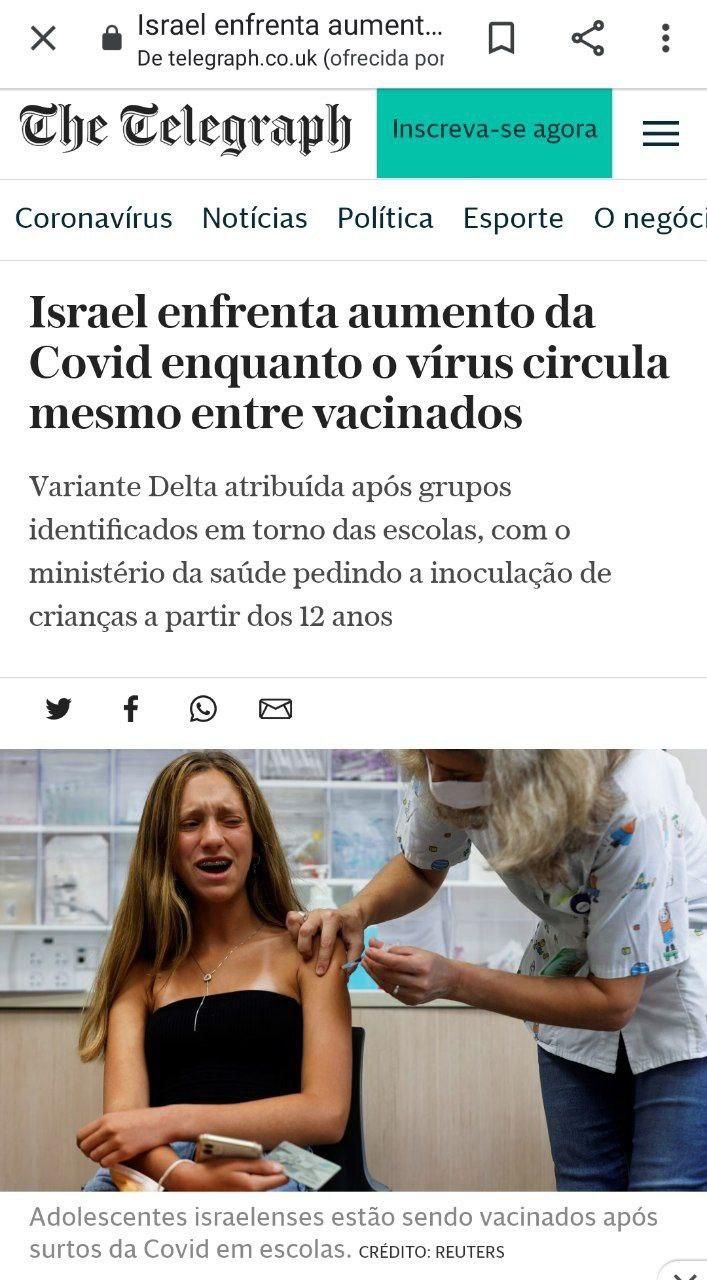 Israel enfrenta aument...
De telegraph.co.uk (ofrecida por
The Telegraph
Inscreva-se agora
Coronavírus Notícias Política Esporte O negóci
Israel enfrenta aumento da
Covid enquanto o vírus circula
mesmo entre vacinados
Variante Delta atribuída após grupos
identificados em torno das escolas, com o
ministério da saúde pedindo a inoculação de
crianças a partir dos 12 anos
Adolescentes israelenses estão sendo vacinados após
surtos da Covid em escolas. CRÉDITO: REUTERS